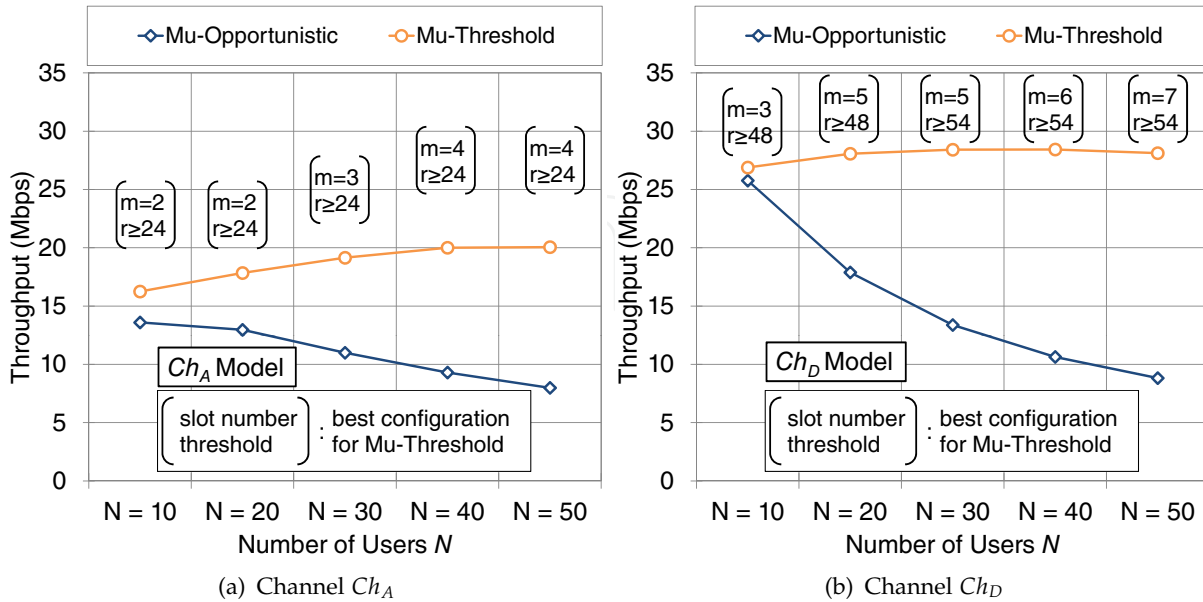 Mu-Opportunistic Mu-Threshold
35
30
25
20
15
10
5
0
Throughput (Mbps)
m=2
r≥24
m=2
r≥24
m=3
r≥24
m=4
r≥24
m=4
r≥24
Ch_A Model
slot number
threshold
: best configuration
for Mu-Threshold
N = 10 N = 20 N = 30 N = 40 N = 50
Number of Users N
(a) Channel Ch_A
Mu-Opportunistic Mu-Threshold
35
30
25
20
15
10
5
0
Throughput (Mbps)
m=3
r≥48
m=5
r≥48
m=5
r≥54
m=6
r≥54
m=7
r≥54
Ch_D Model
slot number
threshold
: best configuration
for Mu-Threshold
N = 10 N = 20 N = 30 N = 40 N = 50
Number of Users N
(b) Channel Ch_D